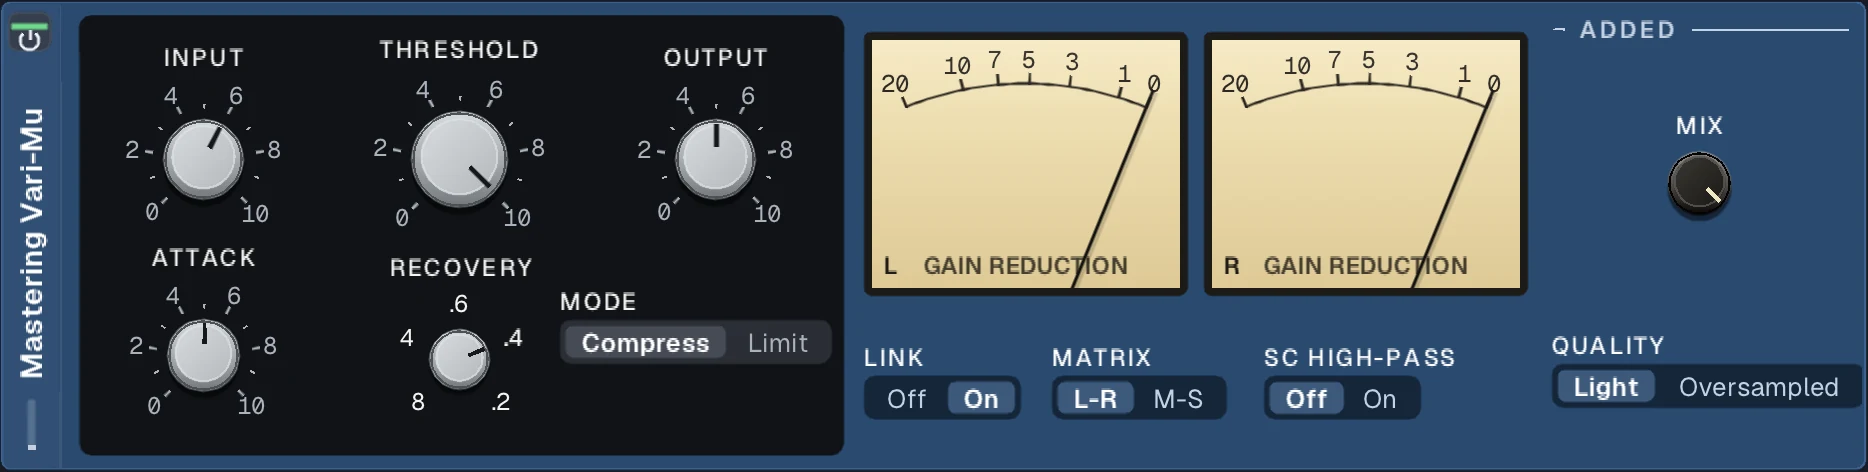 Mastering Vari-Mu
INPUT
0 2 4 6 8 10
THRESHOLD
0 2 4 6 8 10
OUTPUT
0 2 4 6 8 10
ATTACK
0 2 4 6 8 10
RECOVERY
8 4 .6 .4 .2
MODE
Compress Limit
20 10 7 5 3 1 0
L GAIN REDUCTION
20 10 7 5 3 1 0
R GAIN REDUCTION
LINK
Off On
MATRIX
L-R M-S
SC HIGH-PASS
Off On
ADDED
MIX
QUALITY
Light Oversampled